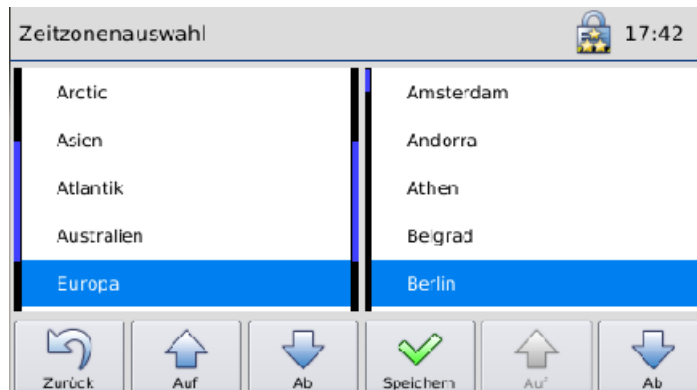 Zeitzonenauswahl
17:42
Arctic
Asien
Atlantik
Australien
Europa
Amsterdam
Andorra
Athen
Belgrad
Berlin
Zurück
Auf
Ab
Speichern
Auf
Ab